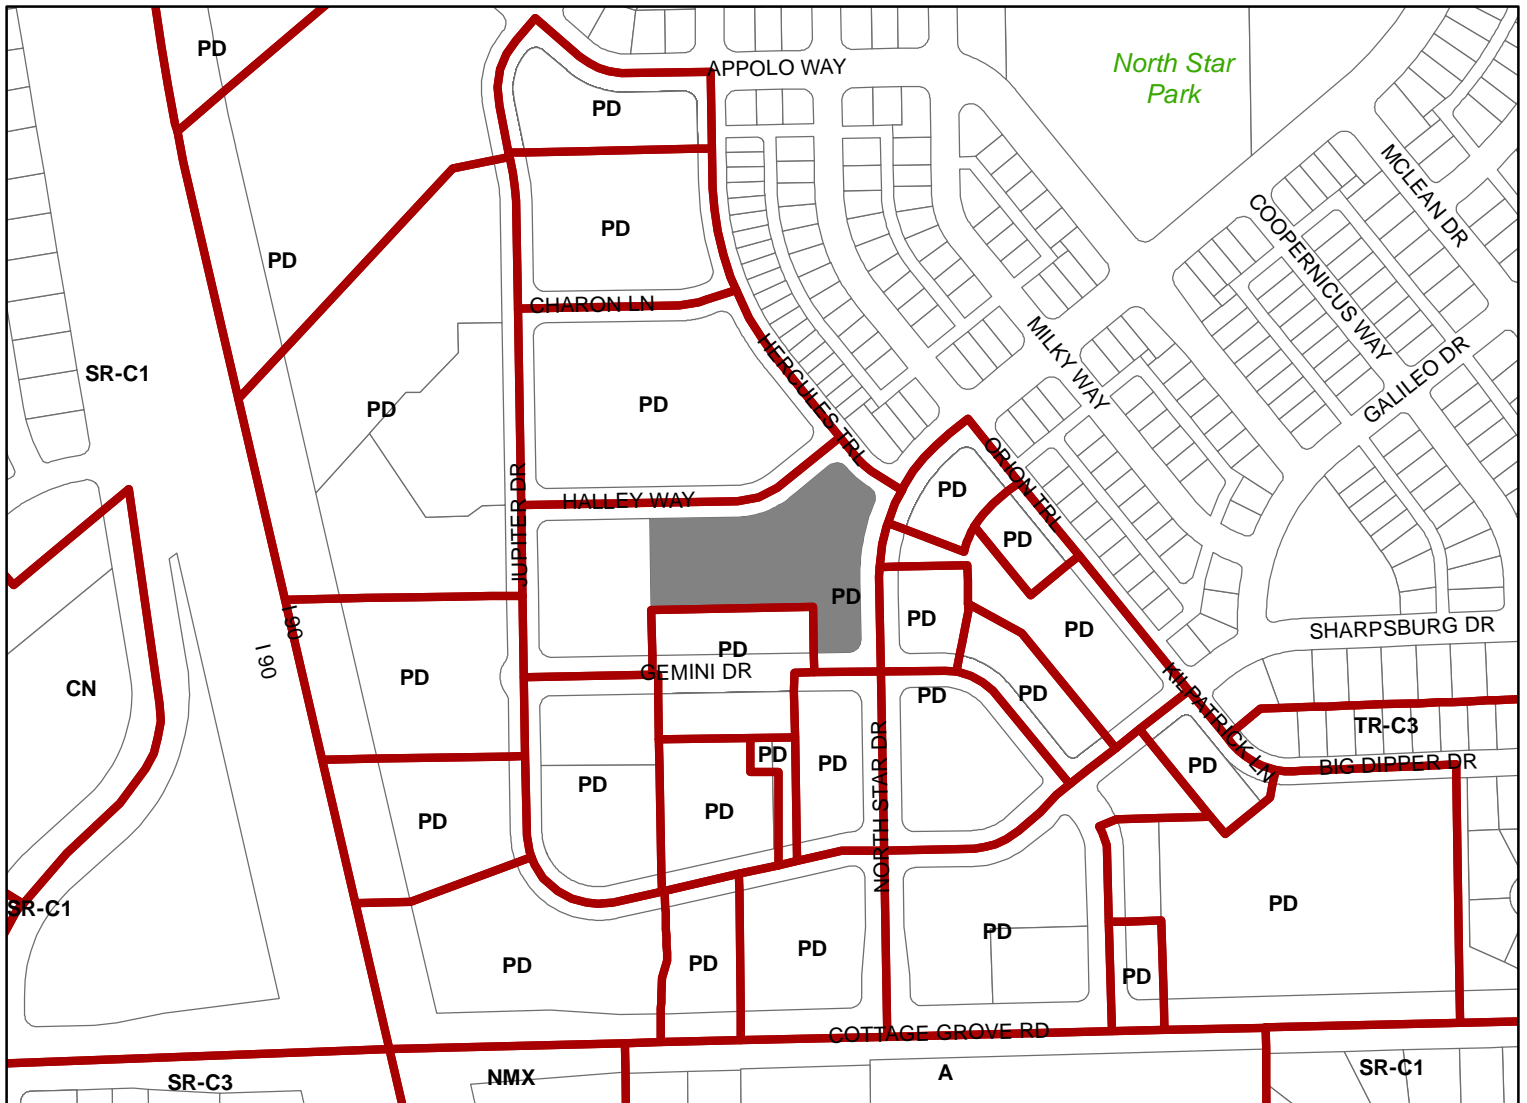 PD
APPOLO WAY
North Star
Park
PD
MCLEAN DR
PD
COOPERNICUS WAY
PD
CHARON LN
MILKY WAY
HERCULES TRL
GALILEO DR
SR-C1
PD
PD
ORION TRL
JUPITER DR
HALLEY WAY
PD
PD
I 90
I 90
PD
PD
PD
SHARPSBURG DR
PD
GEMINI DR
KILPATRICK LN
CN
PD
PD
PD
TR-C3
NORTH STAR DR
PD
PD
PD
BIG DIPPER DR
PD
PD
PD
SR-C1
PD
PD
PD
PD
PD
PD
COTTAGE GROVE RD
SR-C3
NMX
A
SR-C1